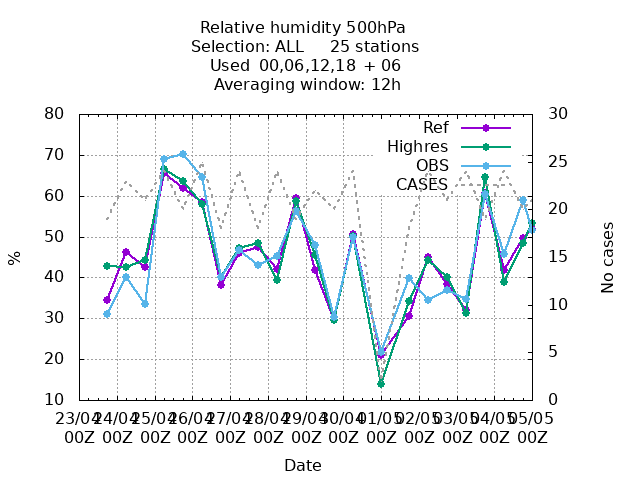 Relative humidity 500hPa
Selection: ALL     25 stations
Used  00,06,12,18 + 06
Averaging window: 12h
80 70 60 50 40 30 20 10
%
30 25 20 15 10 5 0
No cases
Ref
Highres
OBS
CASES
23/04 24/04 25/04 26/04 27/04 28/04 29/04 30/04 01/05 02/05 03/05 04/05 05/05
00Z 00Z 00Z 00Z 00Z 00Z 00Z 00Z 00Z 00Z 00Z 00Z 00Z
Date